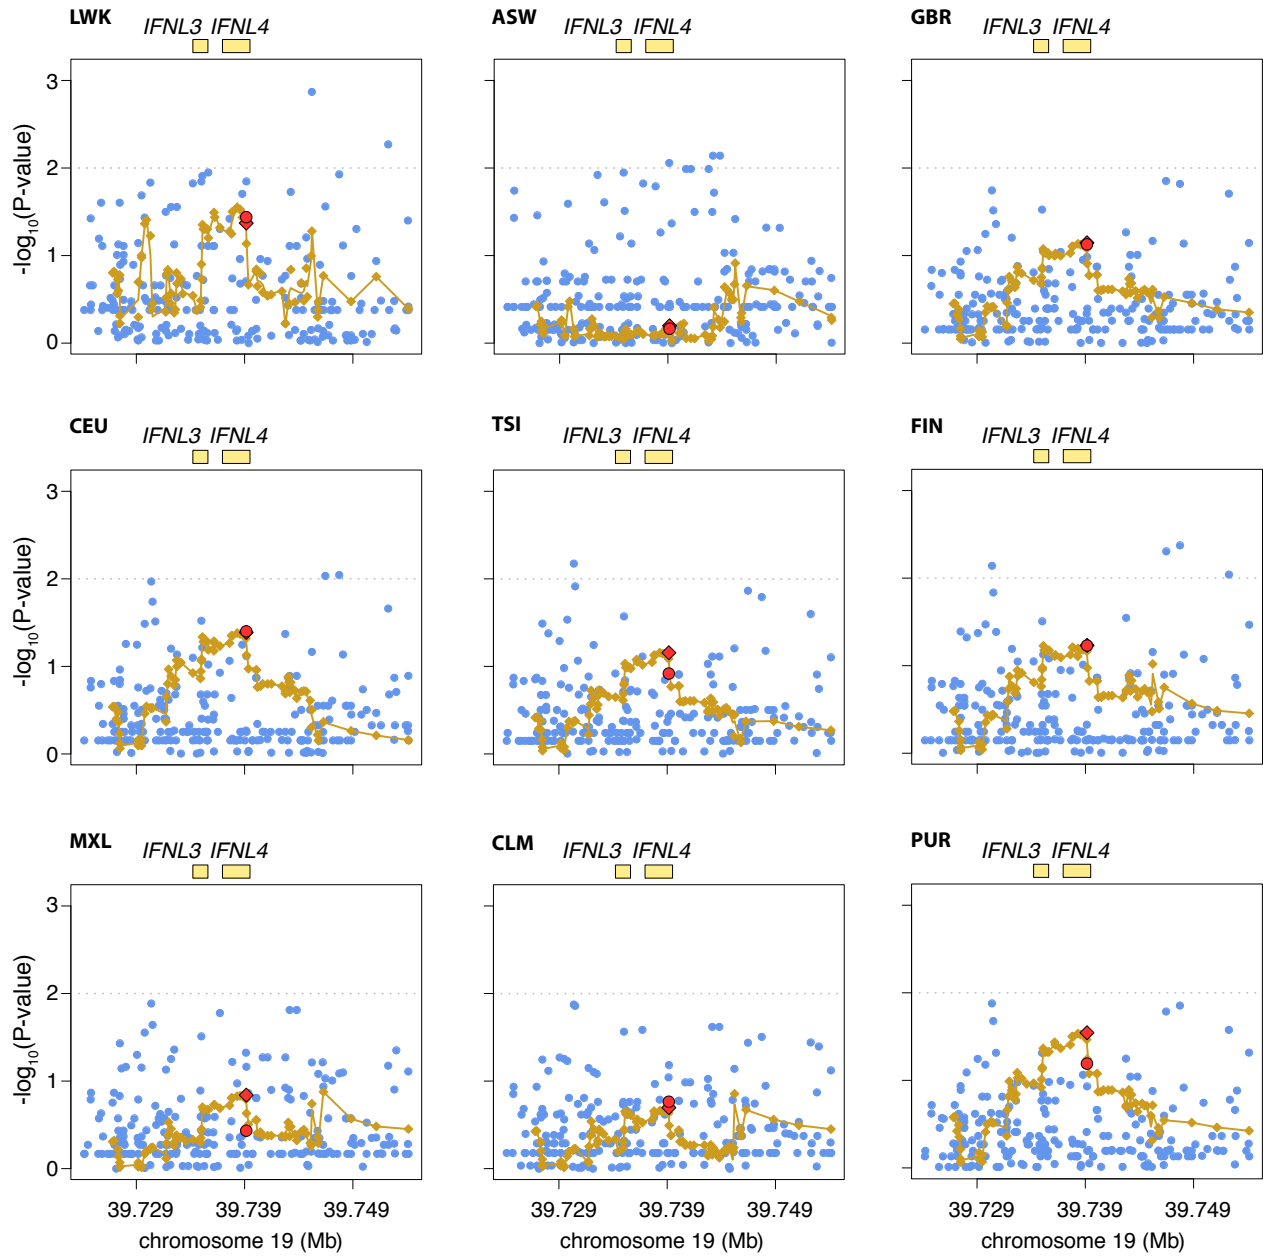 LWK ASW GBR
IFNL3 IFNL4 IFNL3 IFNL4 IFNL3 IFNL4
3
2
1
0
-log10(P-value)
CEU TSI FIN
IFNL3 IFNL4 IFNL3 IFNL4 IFNL3 IFNL4
3
2
1
0
-log10(P-value)
MXL CLM PUR
IFNL3 IFNL4 IFNL3 IFNL4 IFNL3 IFNL4
3
2
1
0
-log10(P-value)
39.729 39.739 39.749 39.729 39.739 39.749 39.729 39.739 39.749
chromosome 19 (Mb) chromosome 19 (Mb) chromosome 19 (Mb)